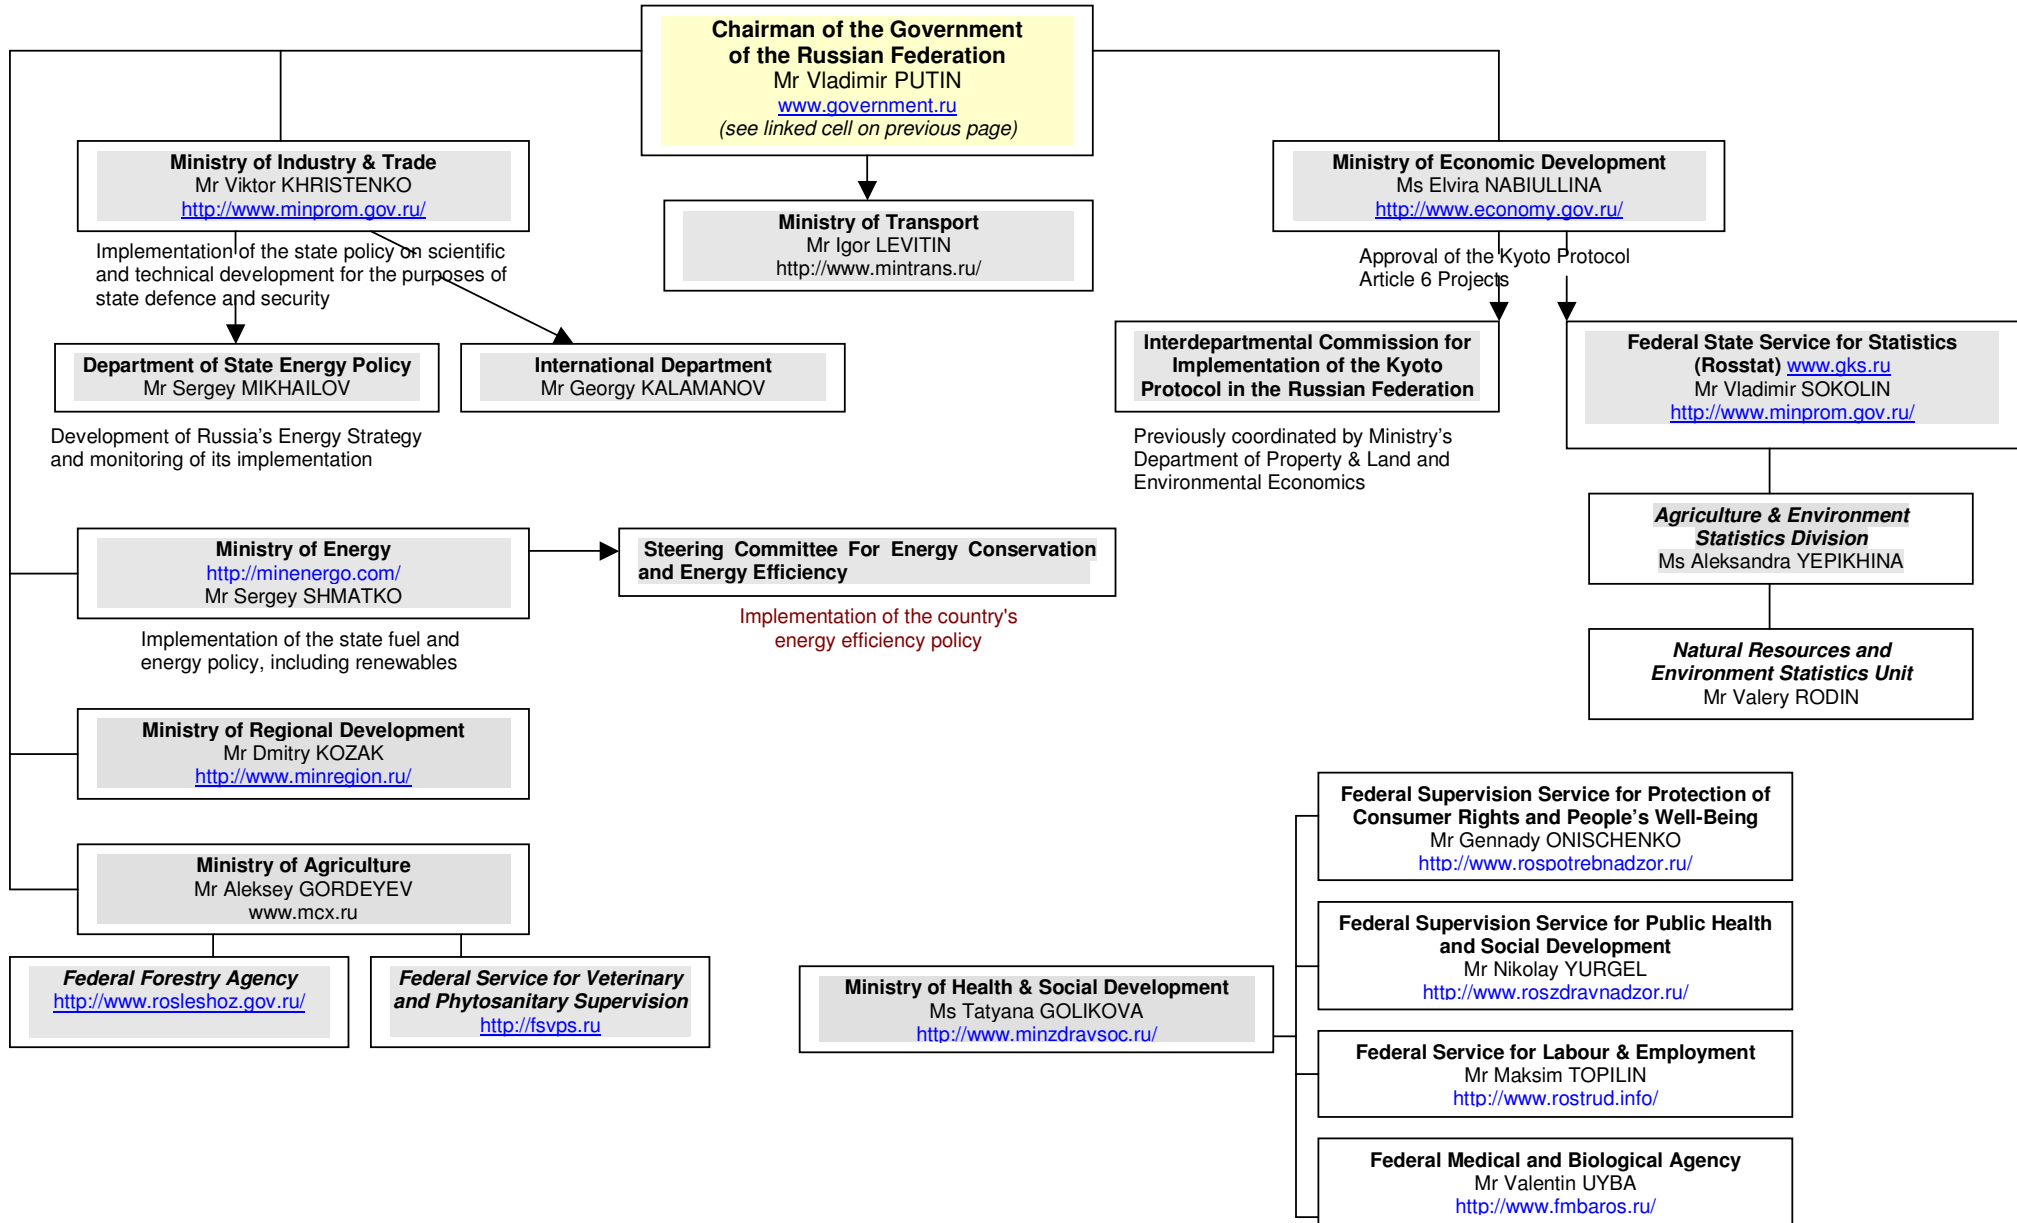 Chairman of the Government
of the Russian Federation
Mr Vladimir PUTIN
www.government.ru
(see linked cell on previous page)
Ministry of Industry & Trade
Mr Viktor KHRISTENKO
http://www.minprom.gov.ru/
Implementation of the state policy on scientific
and technical development for the purposes of
state defence and security
Ministry of Transport
Mr Igor LEVITIN
http://www.mintrans.ru/
Ministry of Economic Development
Ms Elvira NABIULLINA
http://www.economy.gov.ru/
Approval of the Kyoto Protocol
Article 6 Projects
Department of State Energy Policy
Mr Sergey MIKHAILOV
Development of Russia's Energy Strategy
and monitoring of its implementation
International Department
Mr Georgy KALAMANOV
Interdepartmental Commission for
Implementation of the Kyoto
Protocol in the Russian Federation
Previously coordinated by Ministry's
Department of Property & Land and
Environmental Economics
Federal State Service for Statistics
(Rosstat) www.gks.ru
Mr Vladimir SOKOLIN
http://www.minprom.gov.ru/
Agriculture & Environment
Statistics Division
Ms Aleksandra YEPIKHINA
Natural Resources and
Environment Statistics Unit
Mr Valery RODIN
Ministry of Energy
http://minenergo.com/
Mr Sergey SHMATKO
Implementation of the state fuel and
energy policy, including renewables
Steering Committee For Energy Conservation
and Energy Efficiency
Implementation of the country's
energy efficiency policy
Ministry of Regional Development
Mr Dmitry KOZAK
http://www.minregion.ru/
Ministry of Agriculture
Mr Aleksey GORDEYEV
www.mcx.ru
Federal Forestry Agency
http://www.rosleshoz.gov.ru/
Federal Service for Veterinary
and Phytosanitary Supervision
http://fsvps.ru
Ministry of Health & Social Development
Ms Tatyana GOLIKOVA
http://www.minzdravsoc.ru/
Federal Supervision Service for Protection of
Consumer Rights and People's Well-Being
Mr Gennady ONISCHENKO
http://www.rospotrebnadzor.ru/
Federal Supervision Service for Public Health
and Social Development
Mr Nikolay YURGEL
http://www.roszdravnadzor.ru/
Federal Service for Labour & Employment
Mr Maksim TOPILIN
http://www.rostrud.info/
Federal Medical and Biological Agency
Mr Valentin UYBA
http://www.fmbaros.ru/